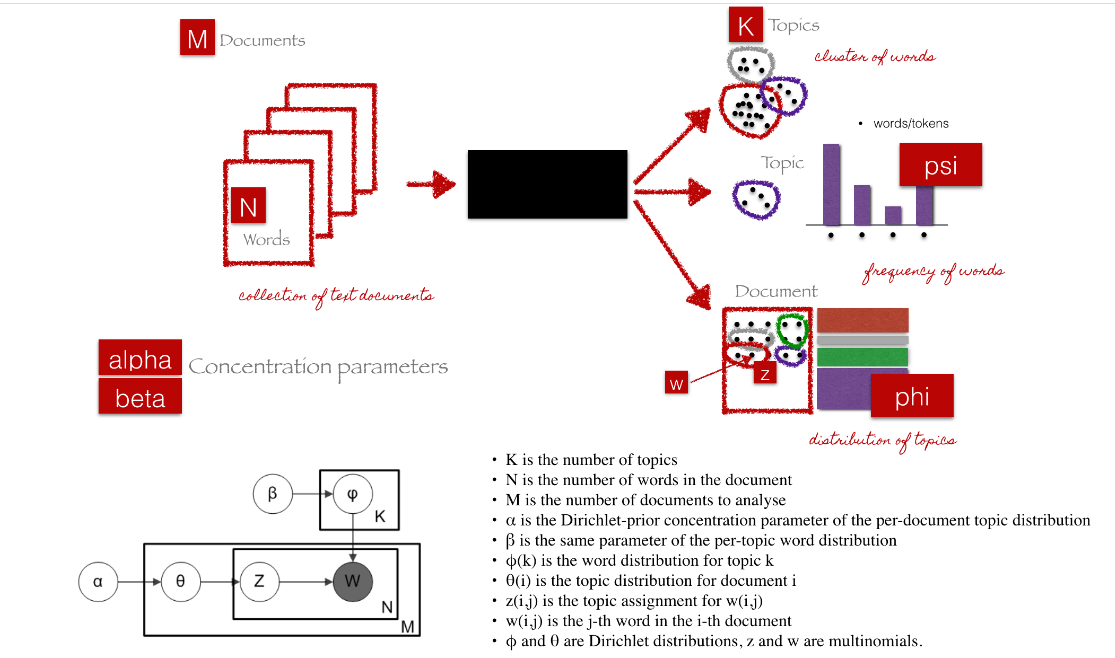 M Documents
K Topics
cluster of words
• words/tokens
Topic
psi
N
Words
frequency of words
collection of text documents
Document
alpha
beta
Concentration parameters
w
z
phi
distribution of topics
β
φ
K
α
θ
Z
W
N
M
• K is the number of topics
• N is the number of words in the document
• M is the number of documents to analyse
• α is the Dirichlet-prior concentration parameter of the per-document topic distribution
• β is the same parameter of the per-topic word distribution
• ϕ(k) is the word distribution for topic k
• θ(i) is the topic distribution for document i
• z(i,j) is the topic assignment for w(i,j)
• w(i,j) is the j-th word in the i-th document
• ϕ and θ are Dirichlet distributions, z and w are multinomials.